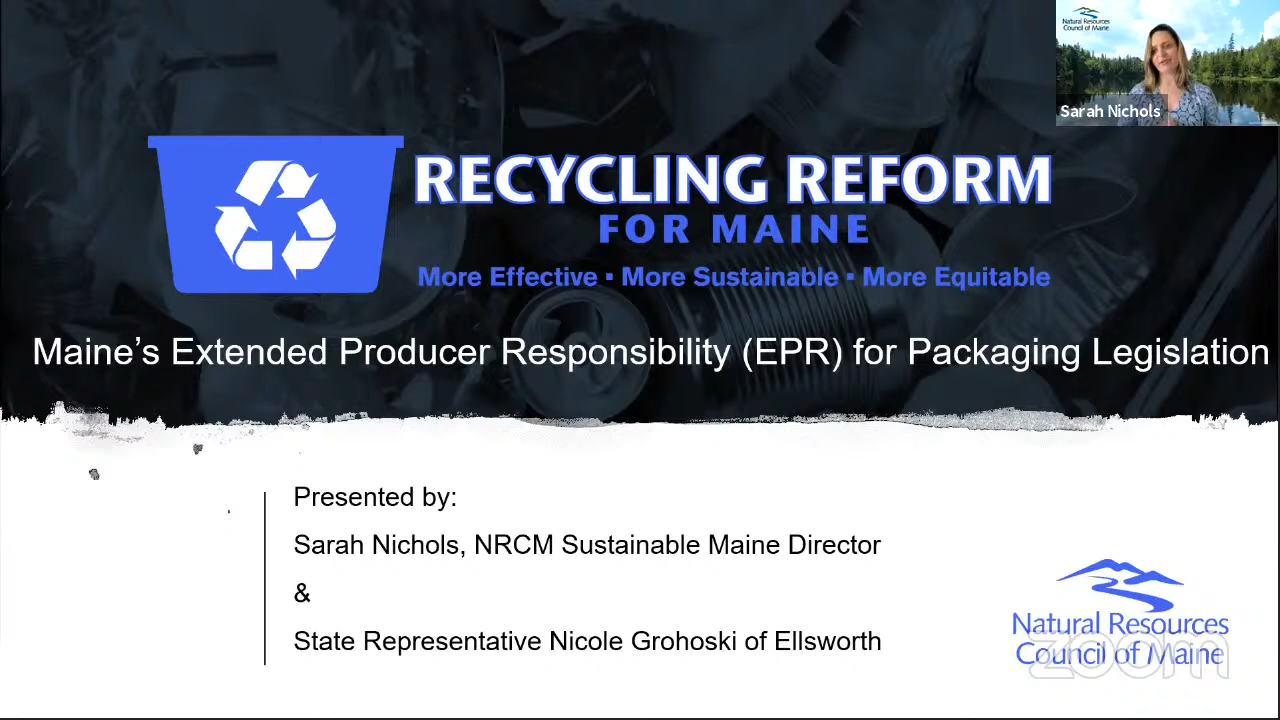 Natural Resources
Council of Maine
Sarah Nichols
RECYCLING REFORM
FOR MAINE
More Effective ▪ More Sustainable ▪ More Equitable
Maine’s Extended Producer Responsibility (EPR) for Packaging Legislation
Presented by:
Sarah Nichols, NRCM Sustainable Maine Director
&
State Representative Nicole Grohoski of Ellsworth
Natural Resources
Council of Maine
zoom